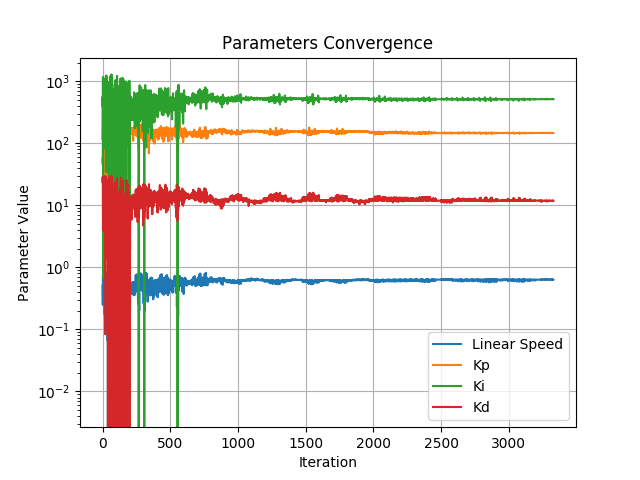 Parameters Convergence
Parameter Value
10³
10²
10¹
10⁰
10⁻¹
10⁻²
Linear Speed
Kp
Ki
Kd
0 500 1000 1500 2000 2500 3000
Iteration